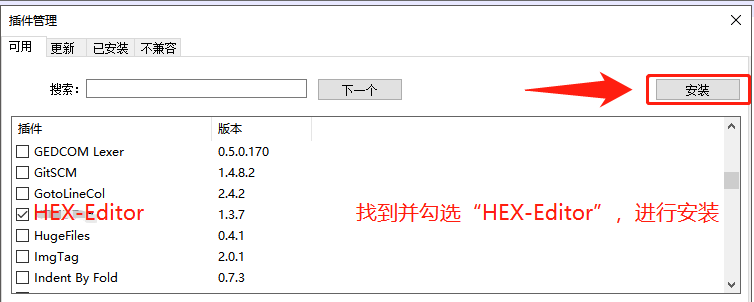 插件管理
可用 更新 已安装 不兼容
搜索： 下一个 安装
插件 版本
GEDCOM Lexer 0.5.0.170
GitSCM 1.4.8.2
GotoLineCol 2.4.2
HEX-Editor 1.3.7
找到并勾选“HEX-Editor”，进行安装
HugeFiles 0.4.1
ImgTag 2.0.1
Indent By Fold 0.7.3